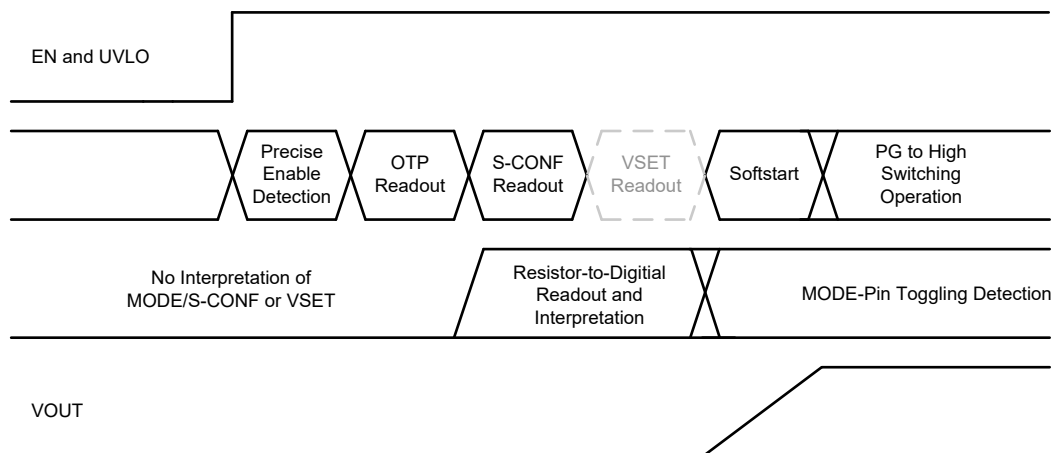 EN and UVLO
Precise
Enable
Detection
OTP
Readout
S-CONF
Readout
VSET
Readout
Softstart
PG to High
Switching
Operation
No Interpretation of
MODE/S-CONF or VSET
Resistor-to-Digitial
Readout and
Interpretation
MODE-Pin Toggling Detection
VOUT